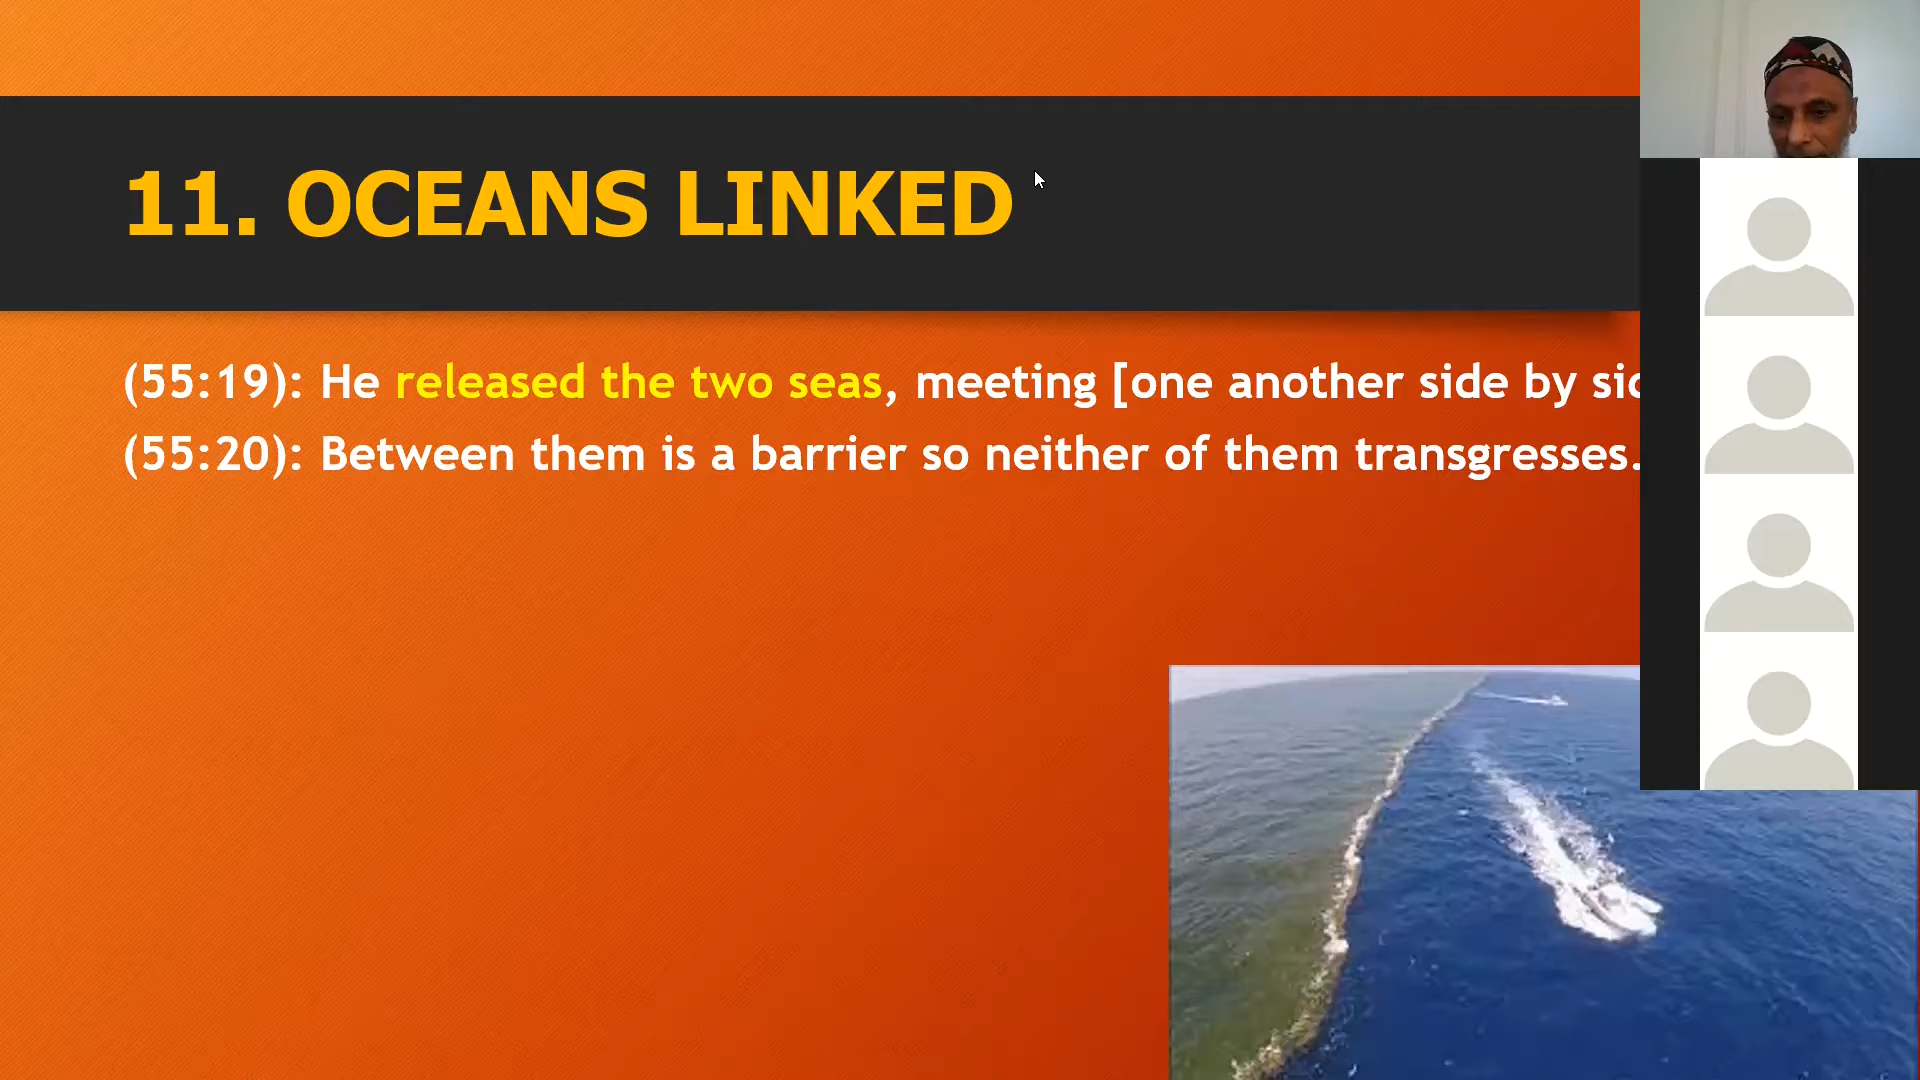 11. OCEANS LINKED
(55:19): He released the two seas, meeting [one another side by
(55:20): Between them is a barrier so neither of them transgresses.